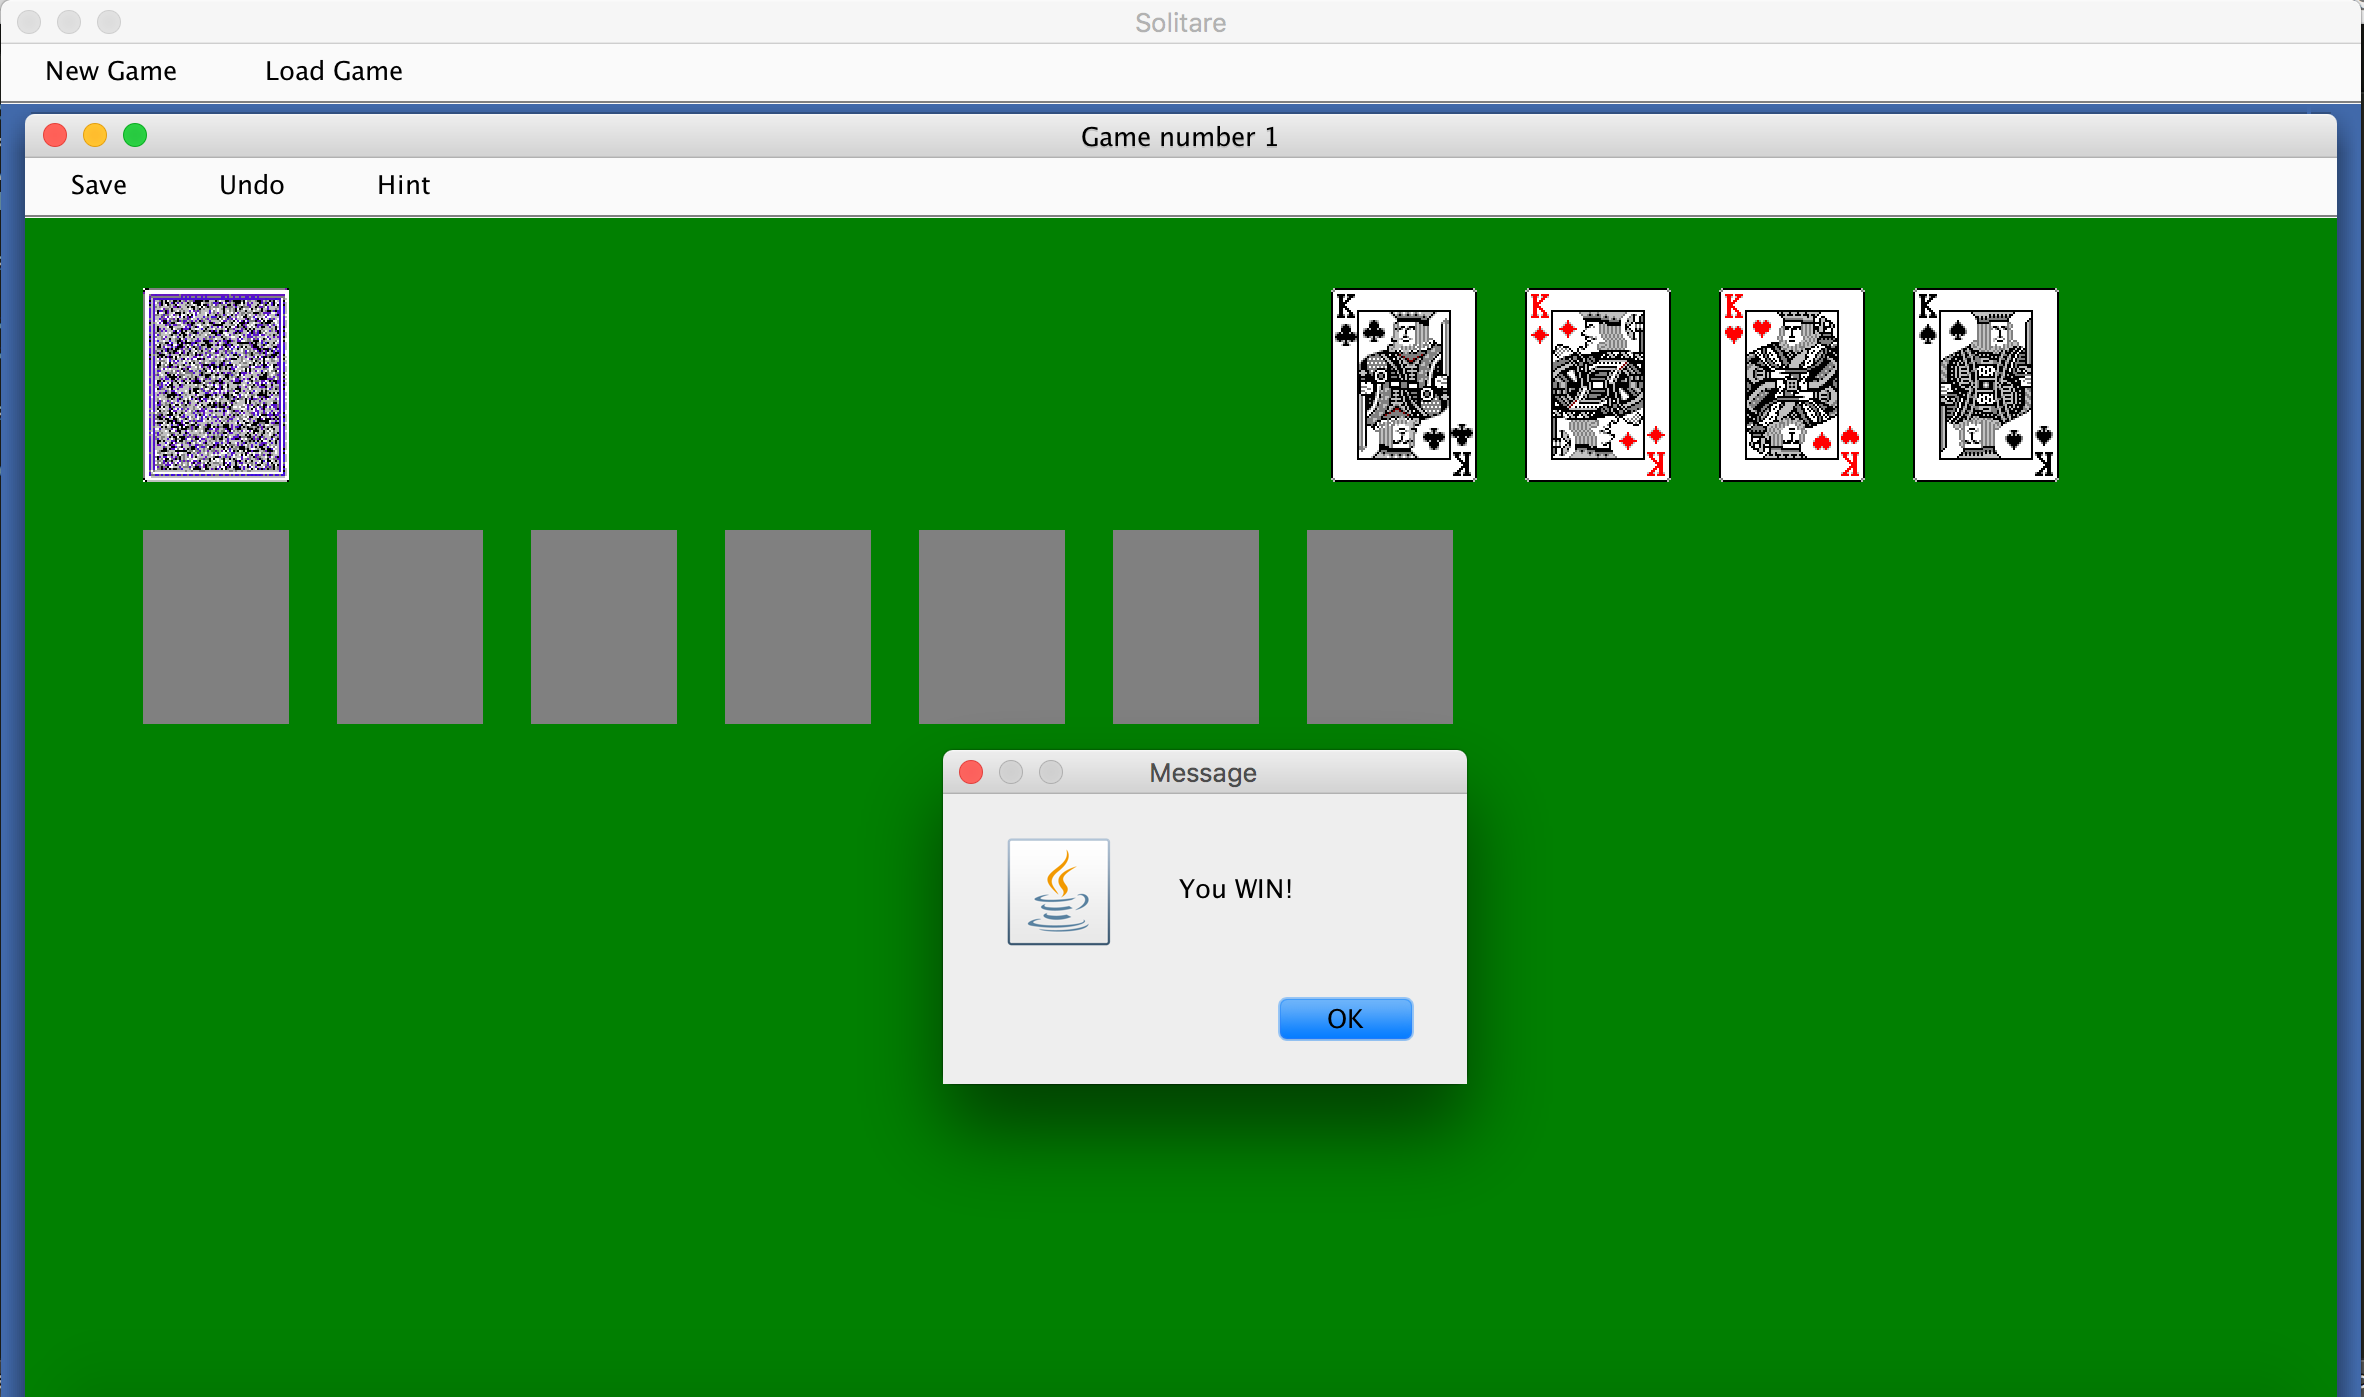 Solitare
New Game Load Game
Game number 1
Save Undo Hint
K K K K
K K K K
Message
You WIN!
OK